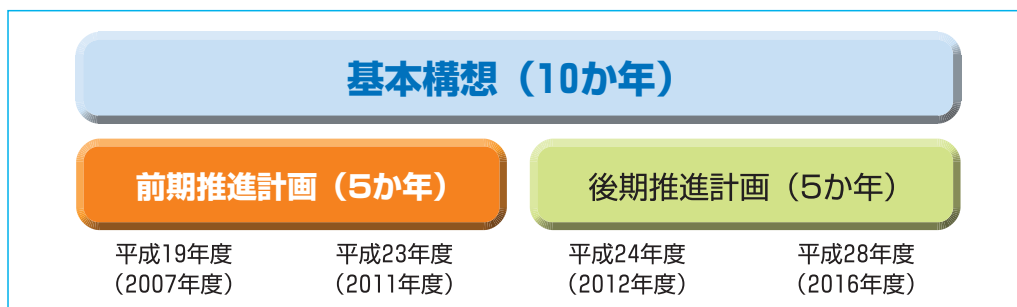 基本構想（10か年）
前期推進計画（5か年）
後期推進計画（5か年）
平成19年度
（2007年度）
平成23年度
（2011年度）
平成24年度
（2012年度）
平成28年度
（2016年度）